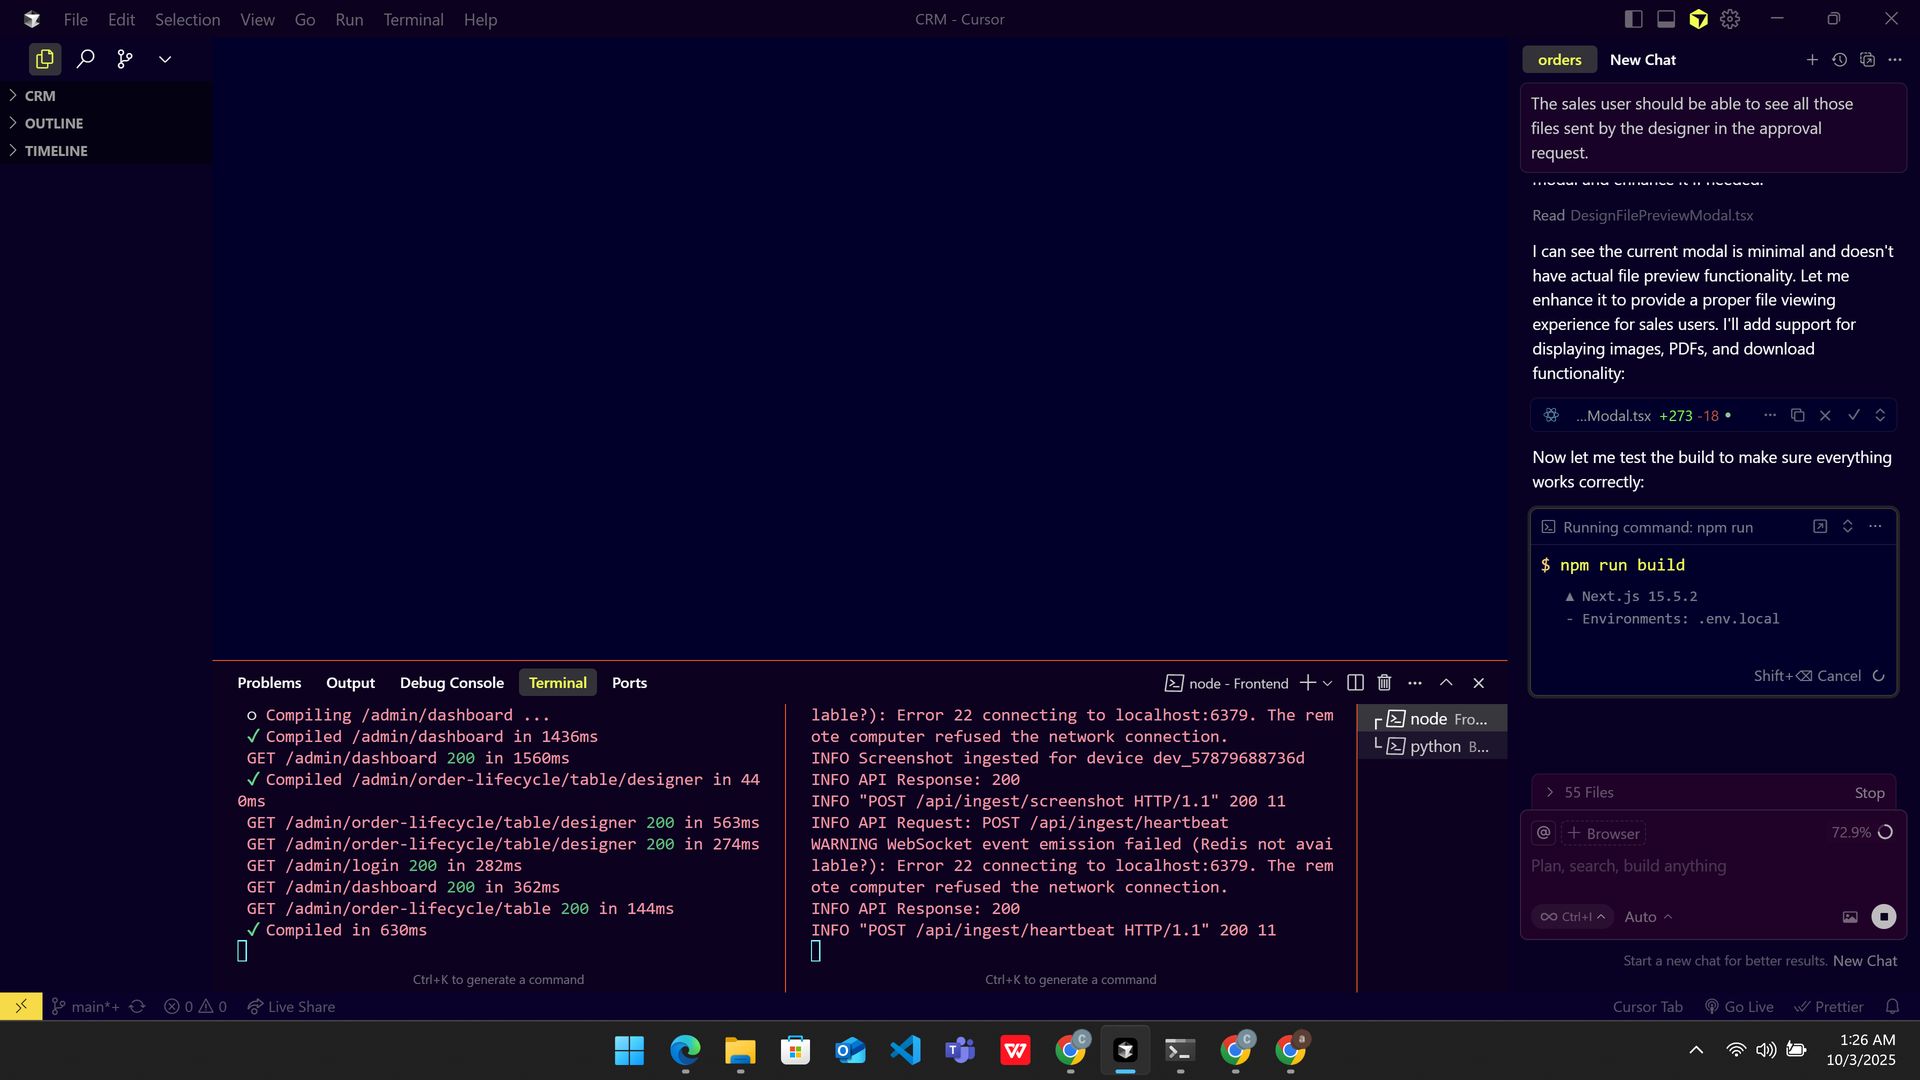 File Edit Selection View Go Run Terminal Help
CRM - Cursor
CRM
OUTLINE
TIMELINE
orders New Chat
The sales user should be able to see all those
files sent by the designer in the approval
request.
modal and enhance it if needed.
Read DesignFilePreviewModal.tsx
I can see the current modal is minimal and doesn't
have actual file preview functionality. Let me
enhance it to provide a proper file viewing
experience for sales users. I'll add support for
displaying images, PDFs, and download
functionality:
...Modal.tsx +273 -18
Now let me test the build to make sure everything
works correctly:
Running command: npm run
$ npm run build
▲ Next.js 15.5.2
- Environments: .env.local
Shift+⌫ Cancel
55 Files Stop
@ + Browser 72.9%
Plan, search, build anything
∞ Ctrl+I Auto
Start a new chat for better results. New Chat
Problems Output Debug Console Terminal Ports
node - Frontend
○ Compiling /admin/dashboard ...
✓ Compiled /admin/dashboard in 1436ms
GET /admin/dashboard 200 in 1560ms
✓ Compiled /admin/order-lifecycle/table/designer in 44
0ms
GET /admin/order-lifecycle/table/designer 200 in 563ms
GET /admin/order-lifecycle/table/designer 200 in 274ms
GET /admin/login 200 in 282ms
GET /admin/dashboard 200 in 362ms
GET /admin/order-lifecycle/table 200 in 144ms
✓ Compiled in 630ms
Ctrl+K to generate a command
lable?): Error 22 connecting to localhost:6379. The rem
ote computer refused the network connection.
INFO Screenshot ingested for device dev_57879688736d
INFO API Response: 200
INFO "POST /api/ingest/screenshot HTTP/1.1" 200 11
INFO API Request: POST /api/ingest/heartbeat
WARNING WebSocket event emission failed (Redis not avai
lable?): Error 22 connecting to localhost:6379. The rem
ote computer refused the network connection.
INFO API Response: 200
INFO "POST /api/ingest/heartbeat HTTP/1.1" 200 11
Ctrl+K to generate a command
node Fro...
python B...
main*+ 0 0 Live Share
Cursor Tab Go Live Prettier
1:26 AM
10/3/2025